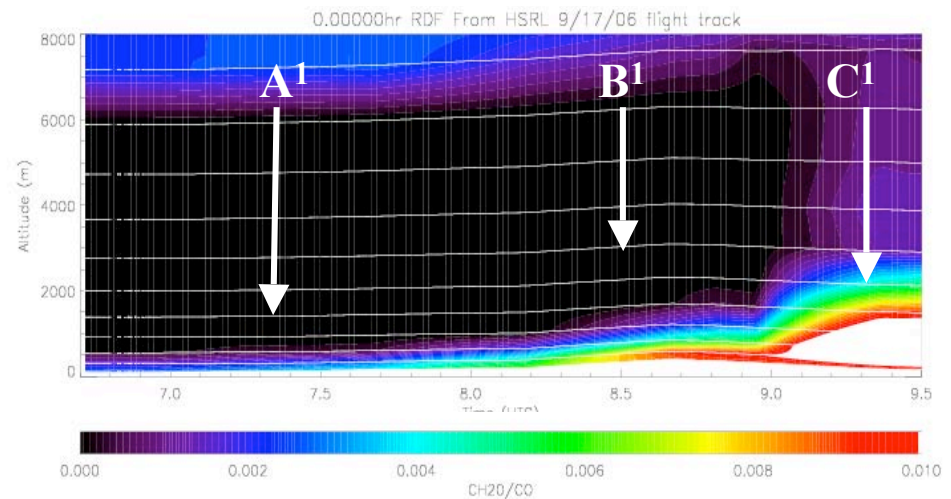 0.00000hr RDF From HSRL 9/17/06 flight track
8000
6000
4000
2000
0
Altitude (m)
A¹
B¹
C¹
7.0
7.5
8.0
8.5
9.0
9.5
Time (UTC)
0.000
0.002
0.004
0.006
0.008
0.010
CH2O/CO